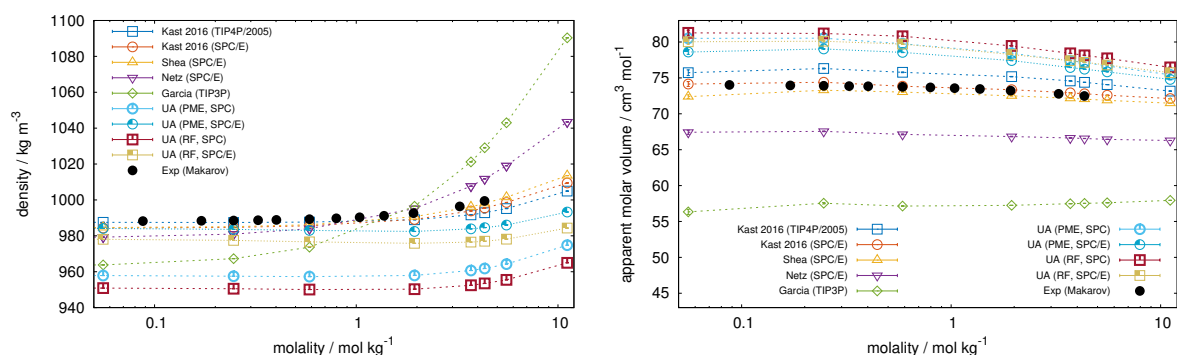 1100
1080
1060
1040
1020
1000
980
960
940
density / kg m-3
0.1
1
10
molality / mol kg-1
Kast 2016 (TIP4P/2005)
Kast 2016 (SPC/E)
Shea (SPC/E)
Netz (SPC/E)
Garcia (TIP3P)
UA (PME, SPC)
UA (PME, SPC/E)
UA (RF, SPC)
UA (RF, SPC/E)
Exp (Makarov)
80
75
70
65
60
55
50
45
apparent molar volume / cm3 mol-1
0.1
1
10
molality / mol kg-1
Kast 2016 (TIP4P/2005)
Kast 2016 (SPC/E)
Shea (SPC/E)
Netz (SPC/E)
Garcia (TIP3P)
UA (PME, SPC)
UA (PME, SPC/E)
UA (RF, SPC)
UA (RF, SPC/E)
Exp (Makarov)